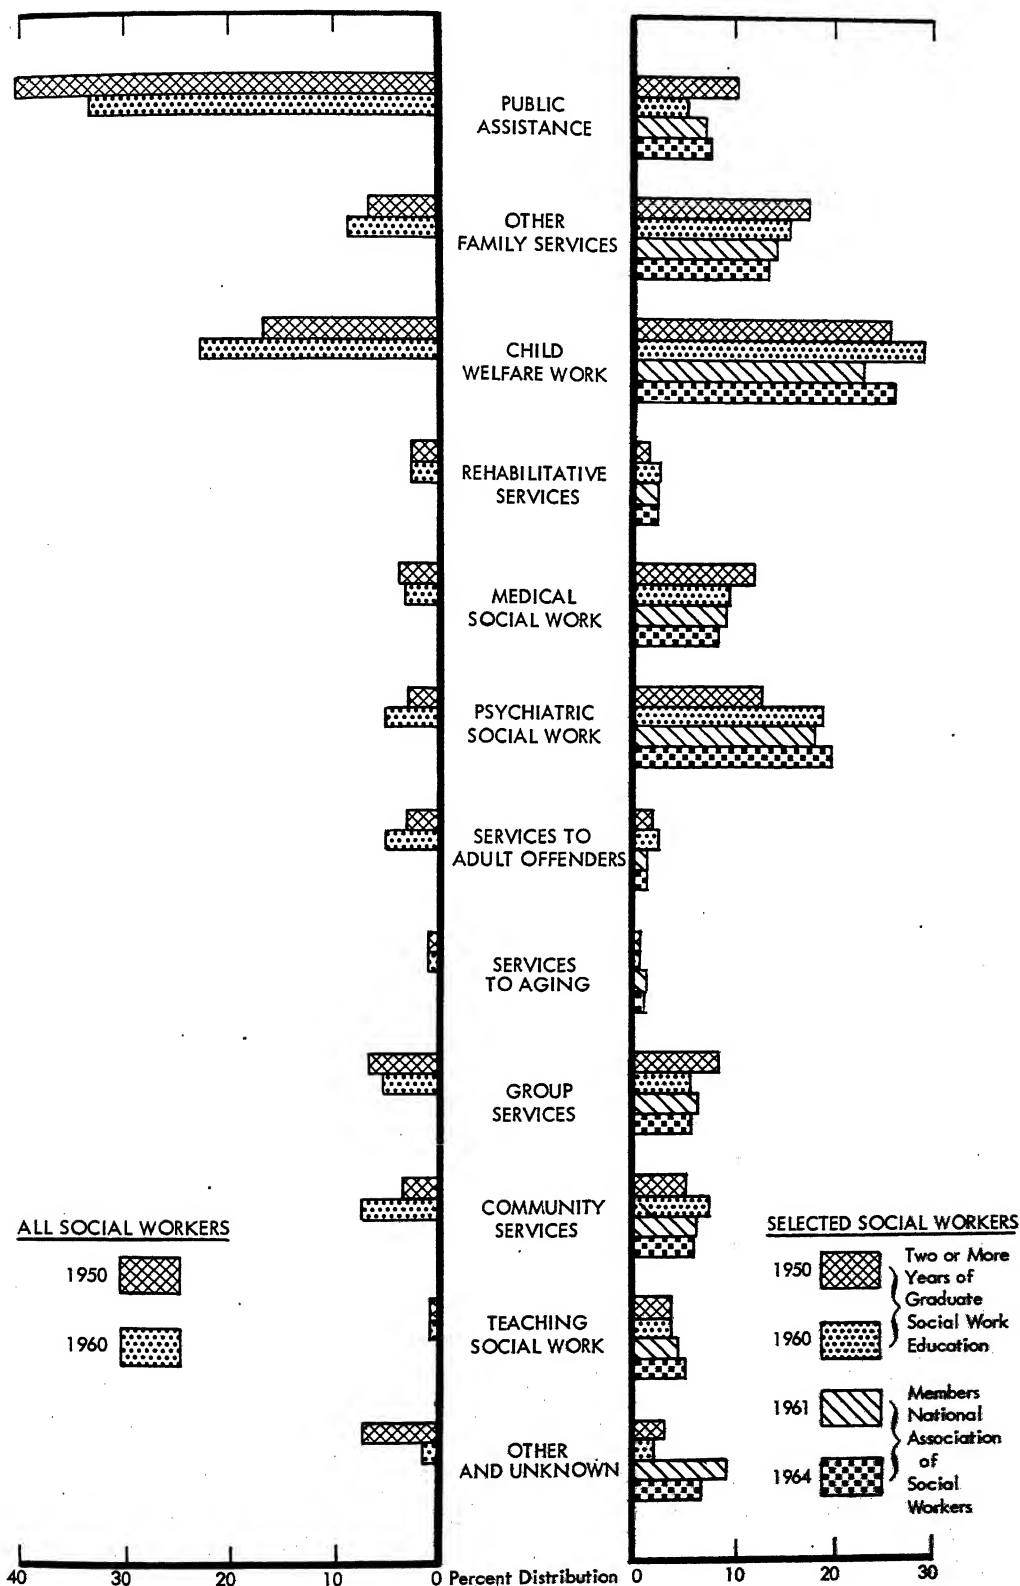 PUBLIC
ASSISTANCE
OTHER
FAMILY SERVICES
CHILD
WELFARE WORK
REHABILITATIVE
SERVICES
MEDICAL
SOCIAL WORK
PSYCHIATRIC
SOCIAL WORK
SERVICES TO
ADULT OFFENDERS
SERVICES
TO AGING
GROUP
SERVICES
COMMUNITY
SERVICES
TEACHING
SOCIAL WORK
OTHER
AND UNKNOWN
ALL SOCIAL WORKERS
1950
1960
SELECTED SOCIAL WORKERS
1950
1960
Two or More
Years of
Graduate
Social Work
Education
1961
1964
Members
National
Association
of
Social
Workers
40 30 20 10 0 Percent Distribution 0 10 20 30